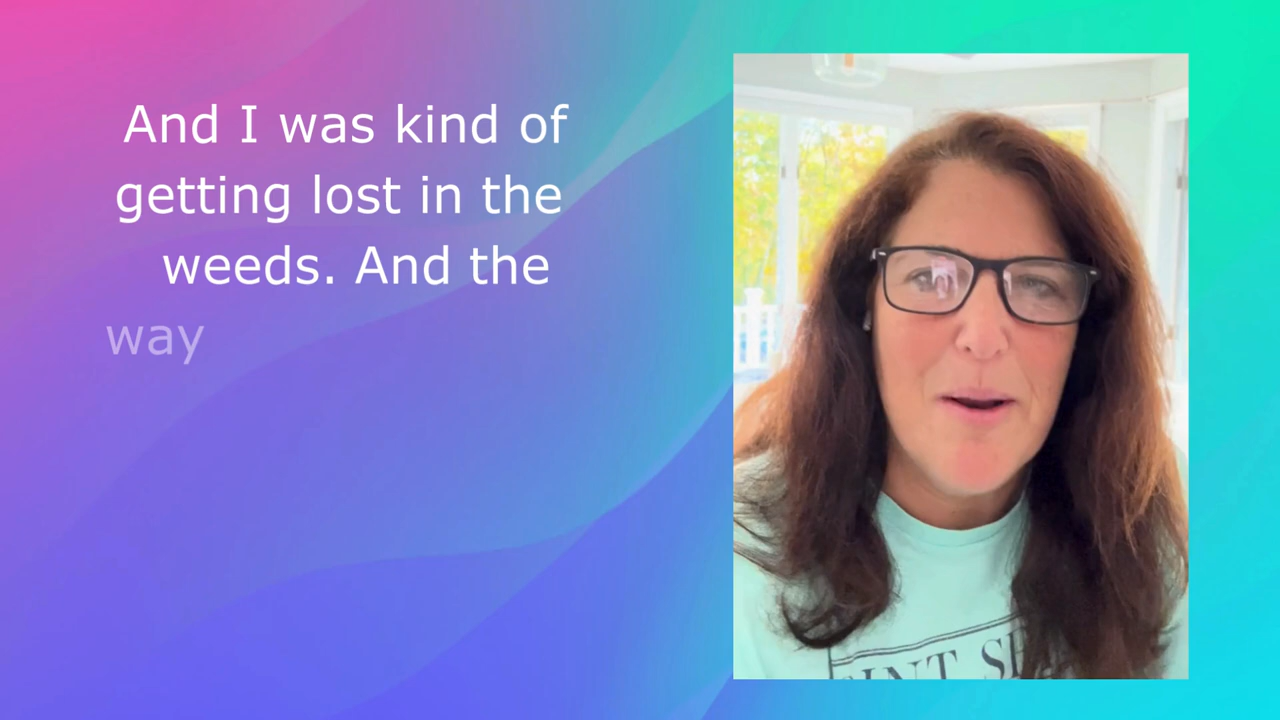 And I was kind of
getting lost in the
weeds. And the
way